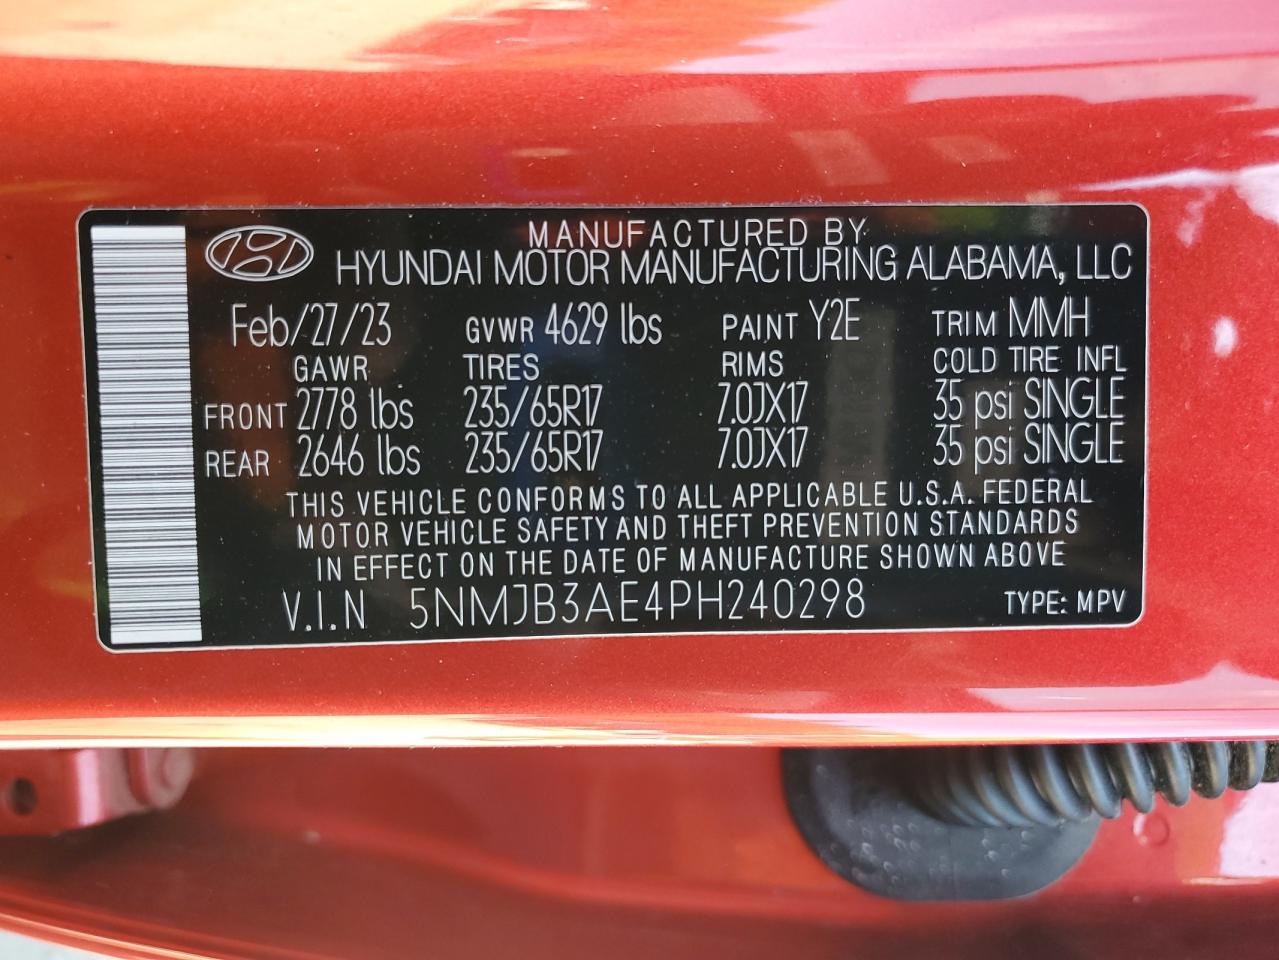 MANUFACTURED BY
HYUNDAI MOTOR MANUFACTURING ALABAMA, LLC
Feb/27/23 GVWR 4629 lbs PAINT Y2E TRIM MMH
GAWR TIRES RIMS COLD TIRE INFL
FRONT 2778 lbs 235/65R17 7.0JX17 35 psi SINGLE
REAR 2646 lbs 235/65R17 7.0JX17 35 psi SINGLE
THIS VEHICLE CONFORMS TO ALL APPLICABLE U.S.A. FEDERAL
MOTOR VEHICLE SAFETY AND THEFT PREVENTION STANDARDS
IN EFFECT ON THE DATE OF MANUFACTURE SHOWN ABOVE
V.I.N 5NMJB3AE4PH240298 TYPE: MPV